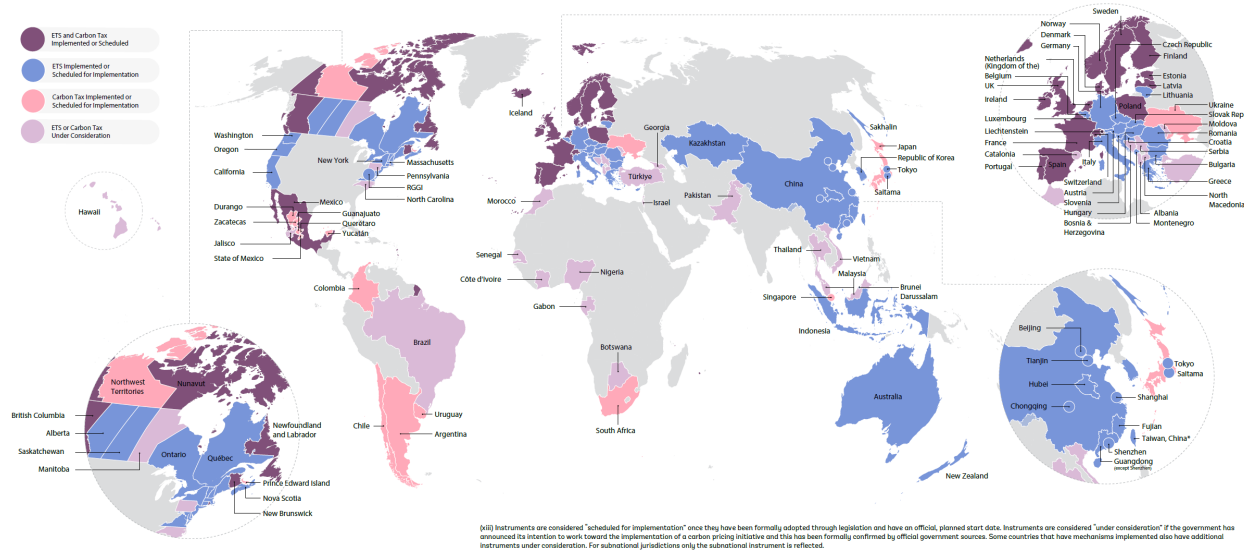 ETS and Carbon Tax
Implemented or Scheduled
ETS Implemented or
Scheduled for Implementation
Carbon Tax Implemented or
Scheduled for Implementation
ETS or Carbon Tax
Under Consideration
Hawaii
Washington
Oregon
California
New York
Massachusetts
Pennsylvania
RGGI
North Carolina
Durango
Zacatecas
Jalisco
State of Mexico
Mexico
Guanajuato
Querétaro
Yucatán
Colombia
Brazil
Chile
Uruguay
Argentina
Iceland
Georgia
Türkiye
Morocco
Israel
Senegal
Côte d'Ivoire
Nigeria
Gabon
Botswana
South Africa
Kazakhstan
Pakistan
China
Sakhalin
Japan
Republic of Korea
Tokyo
Saitama
Thailand
Vietnam
Malaysia
Brunei
Darussalam
Singapore
Indonesia
Australia
New Zealand
Northwest
Territories
Nunavut
British Columbia
Alberta
Saskatchewan
Manitoba
Ontario
Québec
Newfoundland
and Labrador
Prince Edward Island
Nova Scotia
New Brunswick
Sweden
Norway
Denmark
Germany
Netherlands
(Kingdom of the)
Belgium
UK
Ireland
Luxembourg
Liechtenstein
France
Catalonia
Portugal
Spain
Italy
Poland
Czech Republic
Finland
Estonia
Latvia
Lithuania
Ukraine
Slovak Rep
Moldova
Romania
Croatia
Serbia
Bulgaria
Greece
North
Macedonia
Albania
Montenegro
Switzerland
Austria
Slovenia
Hungary
Bosnia &
Herzegovina
Beijing
Tianjin
Hubei
Chongqing
Tokyo
Saitama
Shanghai
Fujian
Taiwan, China*
Shenzhen
Guangdong
(except Shenzhen)
(xiii) Instruments are considered "scheduled for implementation" once they have been formally adopted through legislation and have an official, planned start date. Instruments are considered "under consideration" if the government has
announced its intention to work toward the implementation of a carbon pricing initiative and this has been formally confirmed by official government sources. Some countries that have mechanisms implemented also have additional
instruments under consideration. For subnational jurisdictions only the subnational instrument is reflected.